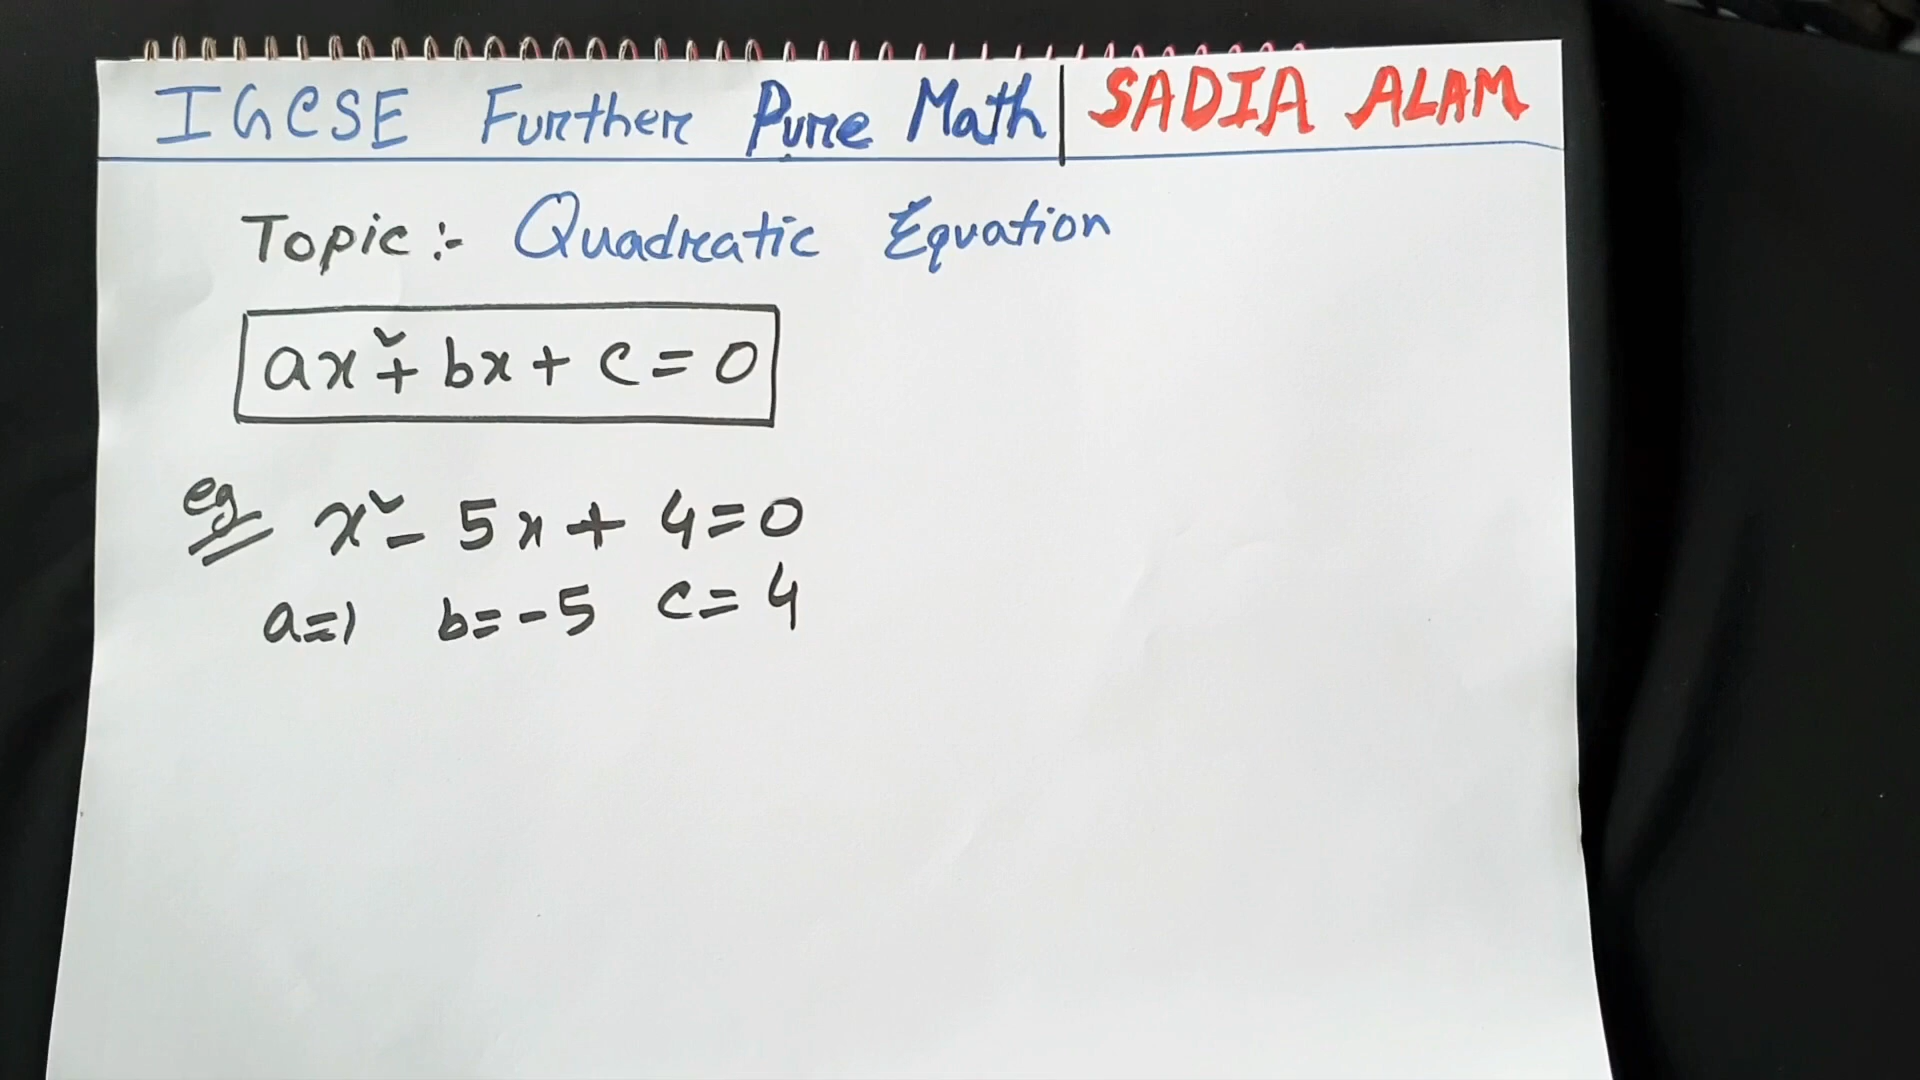 IGCSE Further Pure Math | SADIA ALAM
Topic :- Quadratic Equation
ax² + bx + c = 0
eg x² - 5x + 4 = 0
a=1 b=-5 c=4